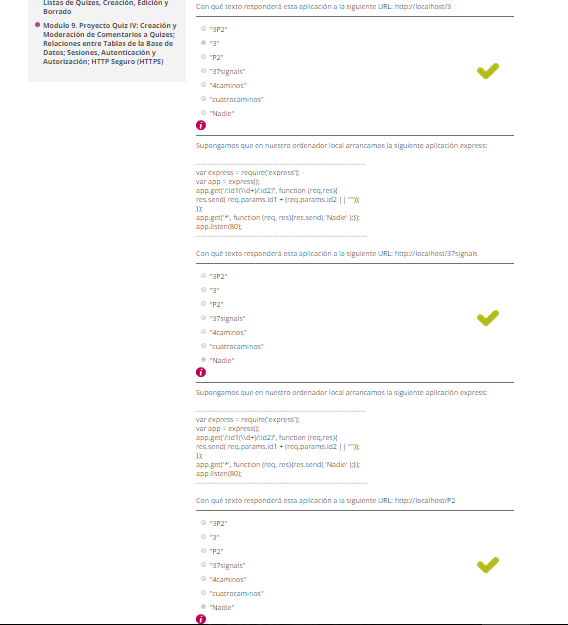 Listas de Quizes, Creación, Edición y
Borrado
Modulo 9. Proyecto Quiz IV: Creación y
Moderación de Comentarios a Quizes;
Relaciones entre Tablas de la Base de
Datos; Sesiones, Autenticación y
Autorización; HTTP Seguro (HTTPS)
Con qué texto responderá esta aplicación a la siguiente URL: http://localhost/3
"3P2"
"3"
"P2"
"37signals"
"4caminos"
"cuatrocaminos"
"Nadie"
Supongamos que en nuestro ordenador local arrancamos la siguiente aplicación express:
var express = require('express');
var app = express();
app.get('/:id1(\\d+)/:id2?', function (req,res){
res.send( req.params.id1 + (req.params.id2 || ""));
});
app.get('*', function (req, res){res.send( 'Nadie' );});
app.listen(80);
Con qué texto responderá esta aplicación a la siguiente URL: http://localhost/37signals
"3P2"
"3"
"P2"
"37signals"
"4caminos"
"cuatrocaminos"
"Nadie"
Supongamos que en nuestro ordenador local arrancamos la siguiente aplicación express:
var express = require('express');
var app = express();
app.get('/:id1(\\d+)/:id2?', function (req,res){
res.send( req.params.id1 + (req.params.id2 || ""));
});
app.get('*', function (req, res){res.send( 'Nadie' );});
app.listen(80);
Con qué texto responderá esta aplicación a la siguiente URL: http://localhost/P2
"3P2"
"3"
"P2"
"37signals"
"4caminos"
"cuatrocaminos"
"Nadie"